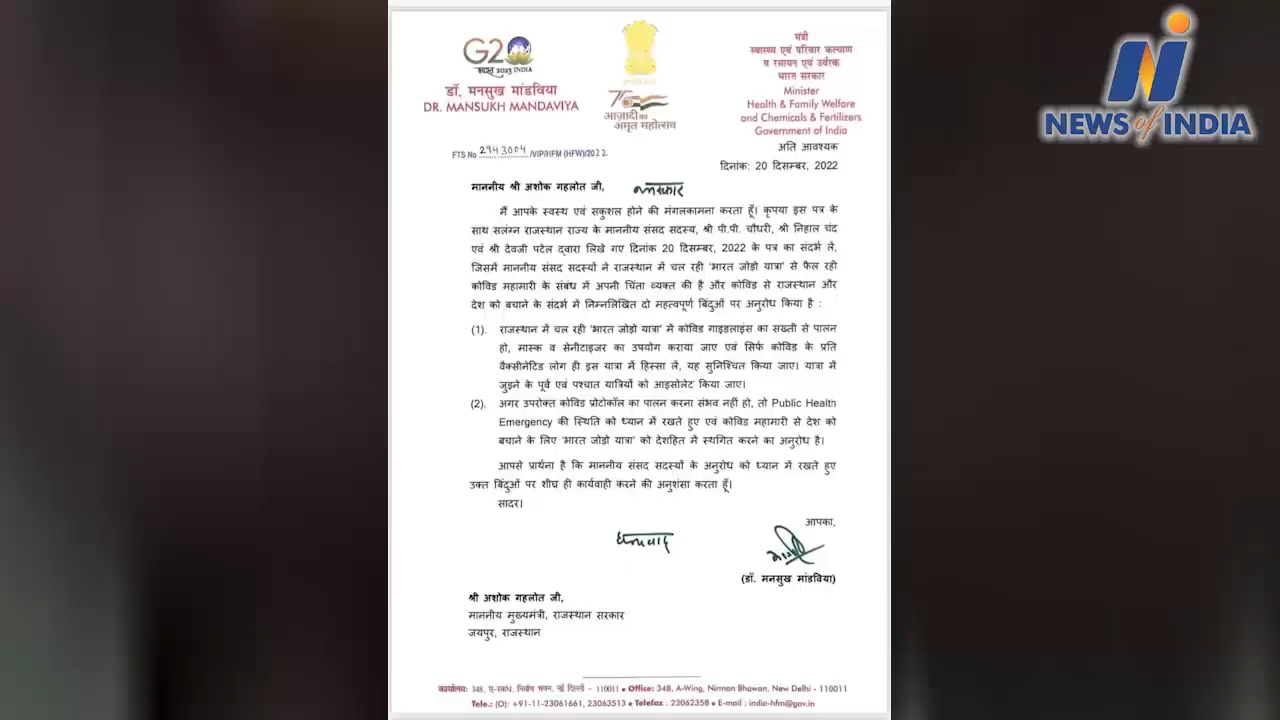 G20
भारत 2023 INDIA
डॉ. मनसुख मांडविया
DR. MANSUKH MANDAVIYA
75
आज़ादी का
अमृत महोत्सव
मंत्री
स्वास्थ्य एवं परिवार कल्याण
व रसायन एवं उर्वरक
भारत सरकार
Minister
Health & Family Welfare
and Chemicals & Fertilizers
Government of India
NEWS of INDIA
FTS No 2943004 /VIP/HFM (HFW)/2022
अति आवश्यक
दिनांक: 20 दिसम्बर, 2022
माननीय श्री अशोक गहलोत जी, नमस्कार
मैं आपके स्वस्थ एवं सकुशल होने की मंगलकामना करता हूँ। कृपया इस पत्र के
साथ सलंग्न राजस्थान राज्य के माननीय संसद सदस्य, श्री पी.पी. चौधरी, श्री निहाल चंद
एवं श्री देवजी पटेल द्वारा लिखे गए दिनांक 20 दिसम्बर, 2022 के पत्र का संदर्भ लें,
जिसमें माननीय संसद सदस्यों ने राजस्थान में चल रही 'भारत जोड़ो यात्रा' से फैल रही
कोविड महामारी के संबंध में अपनी चिंता व्यक्त की है और कोविड से राजस्थान और
देश को बचाने के संदर्भ में निम्नलिखित दो महत्वपूर्ण बिंदुओं पर अनुरोध किया है :
(1). राजस्थान में चल रही 'भारत जोड़ो यात्रा' में कोविड गाइडलाइंस का सख्ती से पालन
हो, मास्क व सेनीटाइजर का उपयोग कराया जाए एवं सिर्फ कोविड के प्रति
वैक्सीनेटिड लोग ही इस यात्रा में हिस्सा लें, यह सुनिश्चित किया जाए। यात्रा में
जुड़ने के पूर्व एवं पश्चात यात्रियों को आइसोलेट किया जाए।
(2). अगर उपरोक्त कोविड प्रोटोकॉल का पालन करना संभव नहीं हो, तो Public Health
Emergency की स्थिति को ध्यान में रखते हुए एवं कोविड महामारी से देश को
बचाने के लिए 'भारत जोड़ो यात्रा' को देशहित में स्थगित करने का अनुरोध है।
आपसे प्रार्थना है कि माननीय संसद सदस्यों के अनुरोध को ध्यान में रखते हुए
उक्त बिंदुओं पर शीघ्र ही कार्यवाही करने की अनुशंसा करता हूँ।
सादर।
आपका,
धन्यवाद
(डॉ. मनसुख मांडविया)
श्री अशोक गहलोत जी,
माननीय मुख्यमंत्री, राजस्थान सरकार
जयपुर, राजस्थान
कार्यालय: 348, ए-स्कंध, निर्माण भवन, नई दिल्ली - 110011 • Office: 348, A-Wing, Nirman Bhawan, New Delhi - 110011
Tele.: (O): +91-11-23061661, 23063513 • Telefax : 23062358 • E-mail : india-hfm@gov.in